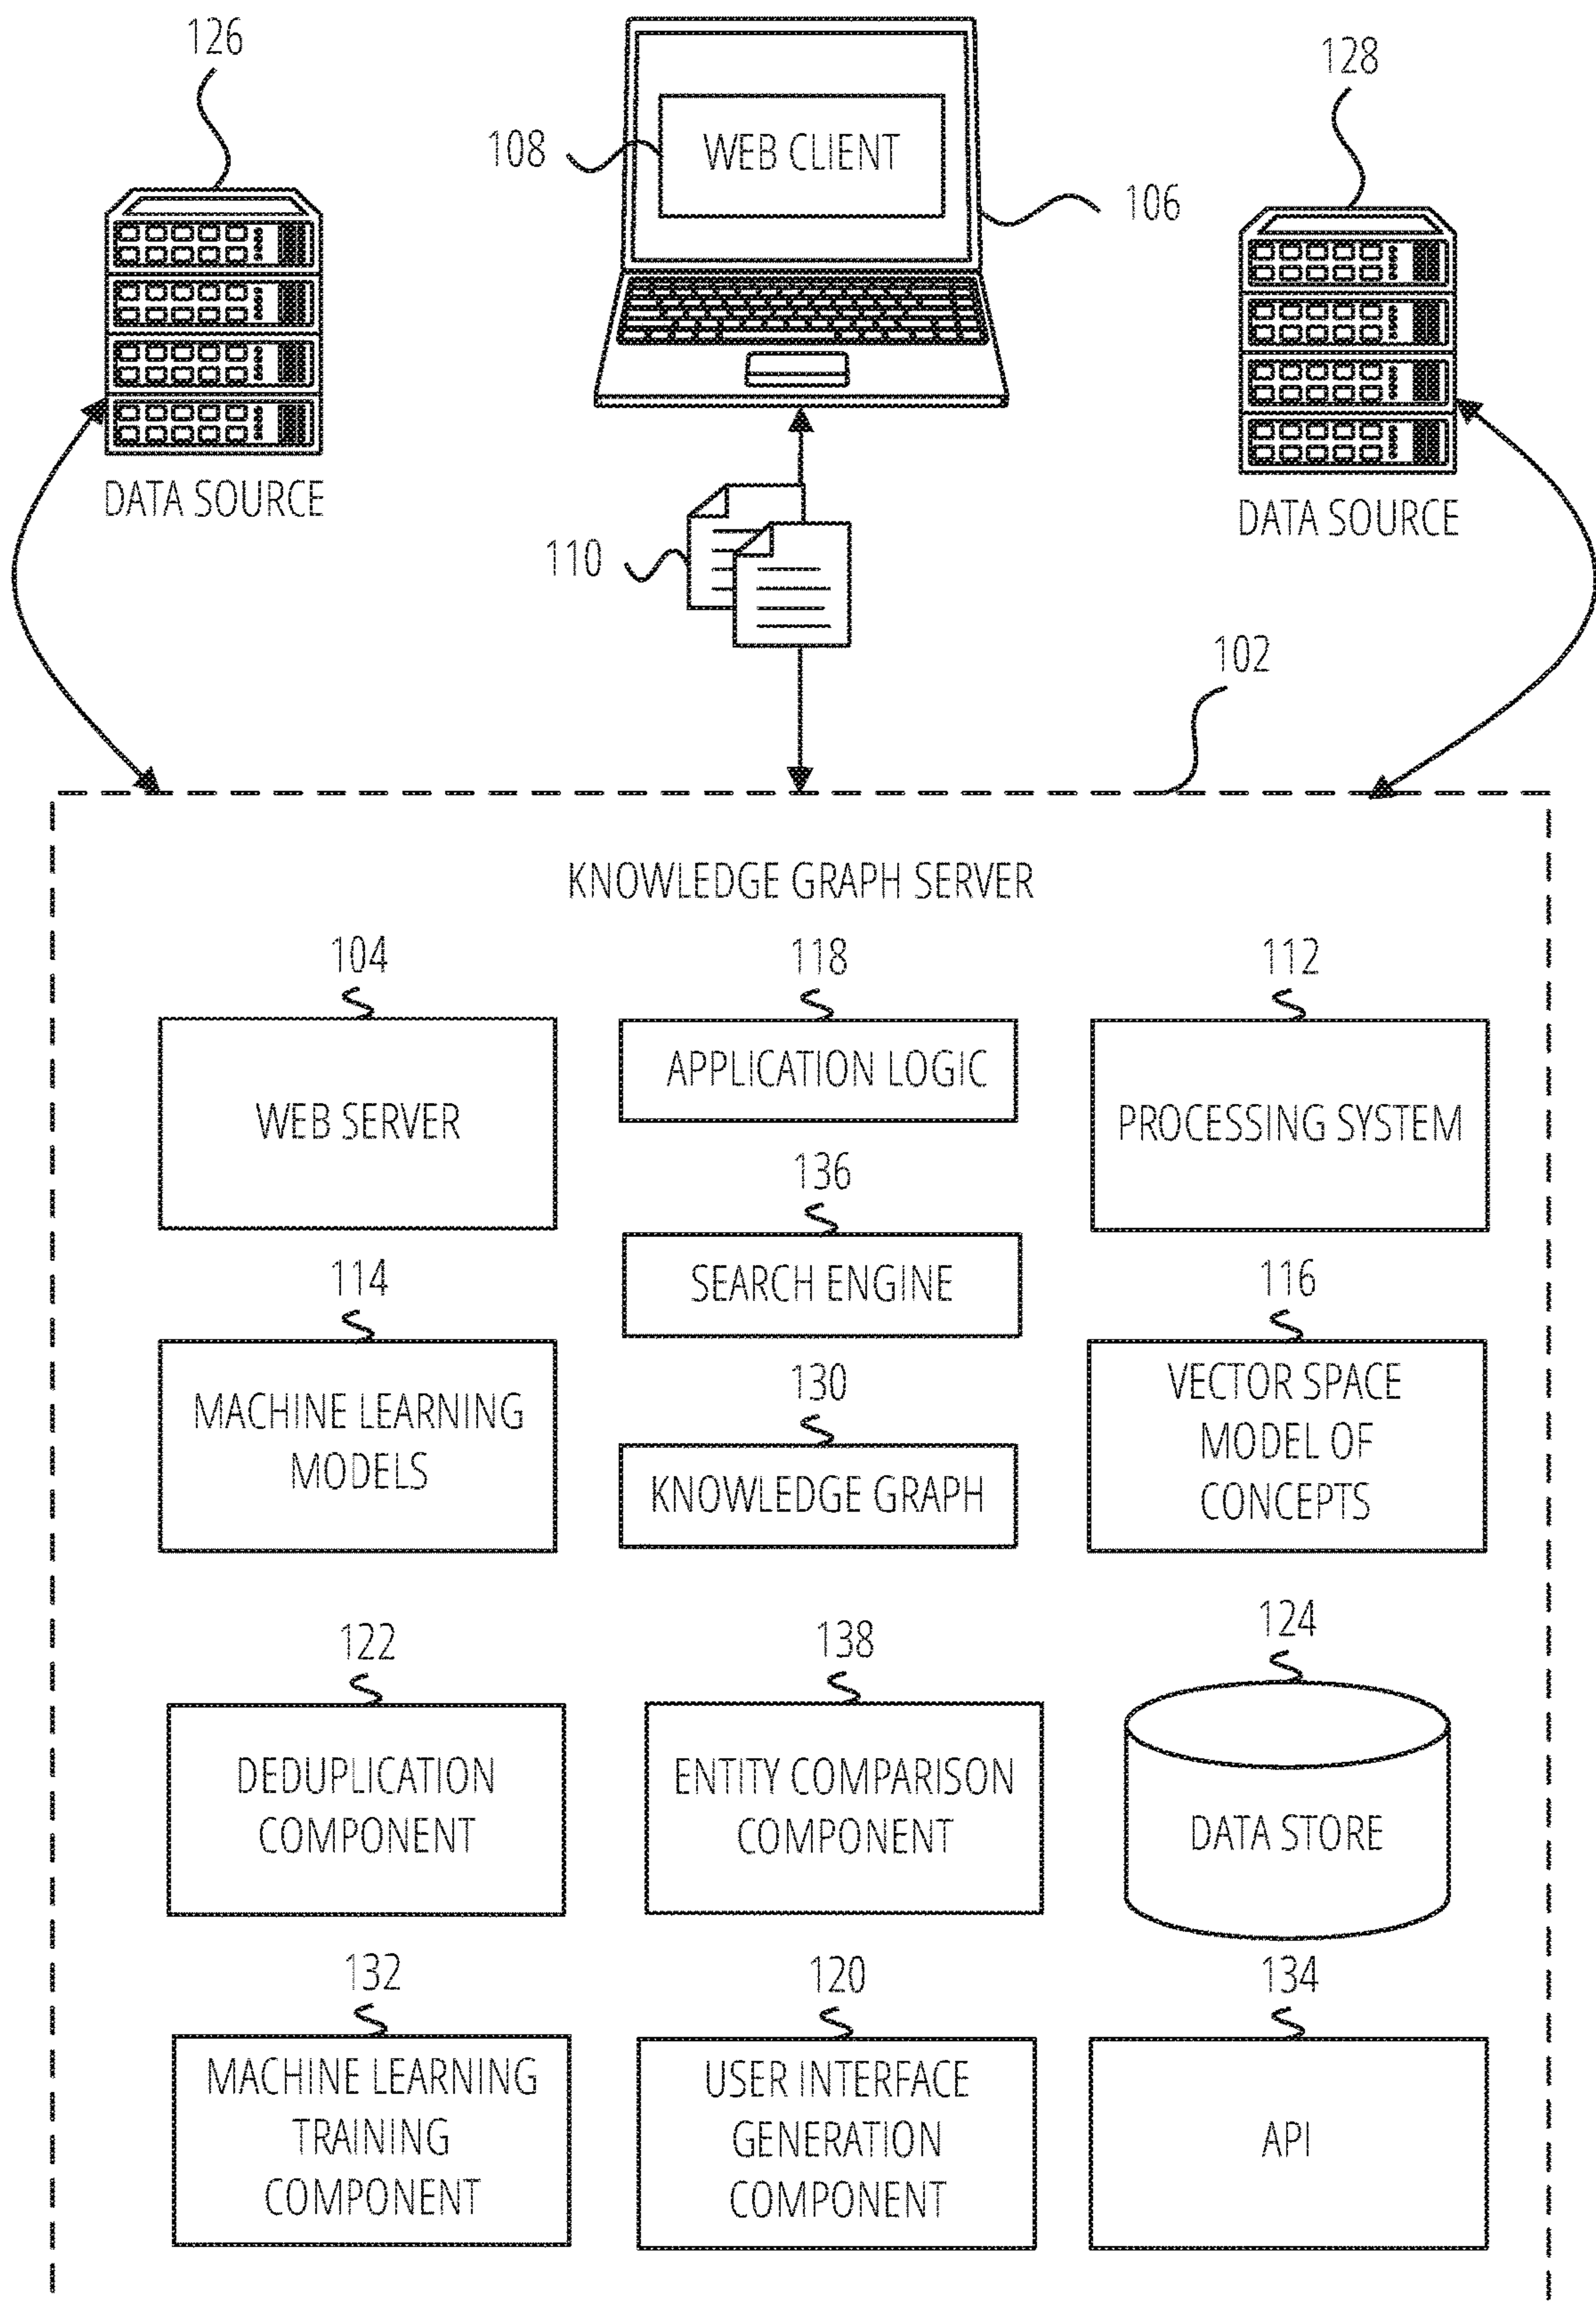 126
128
108
WEB CLIENT
106
DATA SOURCE
DATA SOURCE
110
102
KNOWLEDGE GRAPH SERVER
104
118
112
WEB SERVER
APPLICATION LOGIC
PROCESSING SYSTEM
136
SEARCH ENGINE
114
116
MACHINE LEARNING
MODELS
130
KNOWLEDGE GRAPH
VECTOR SPACE
MODEL OF
CONCEPTS
122
138
124
DEDUPLICATION
COMPONENT
ENTITY COMPARISON
COMPONENT
DATA STORE
132
120
134
MACHINE LEARNING
TRAINING
COMPONENT
USER INTERFACE
GENERATION
COMPONENT
API